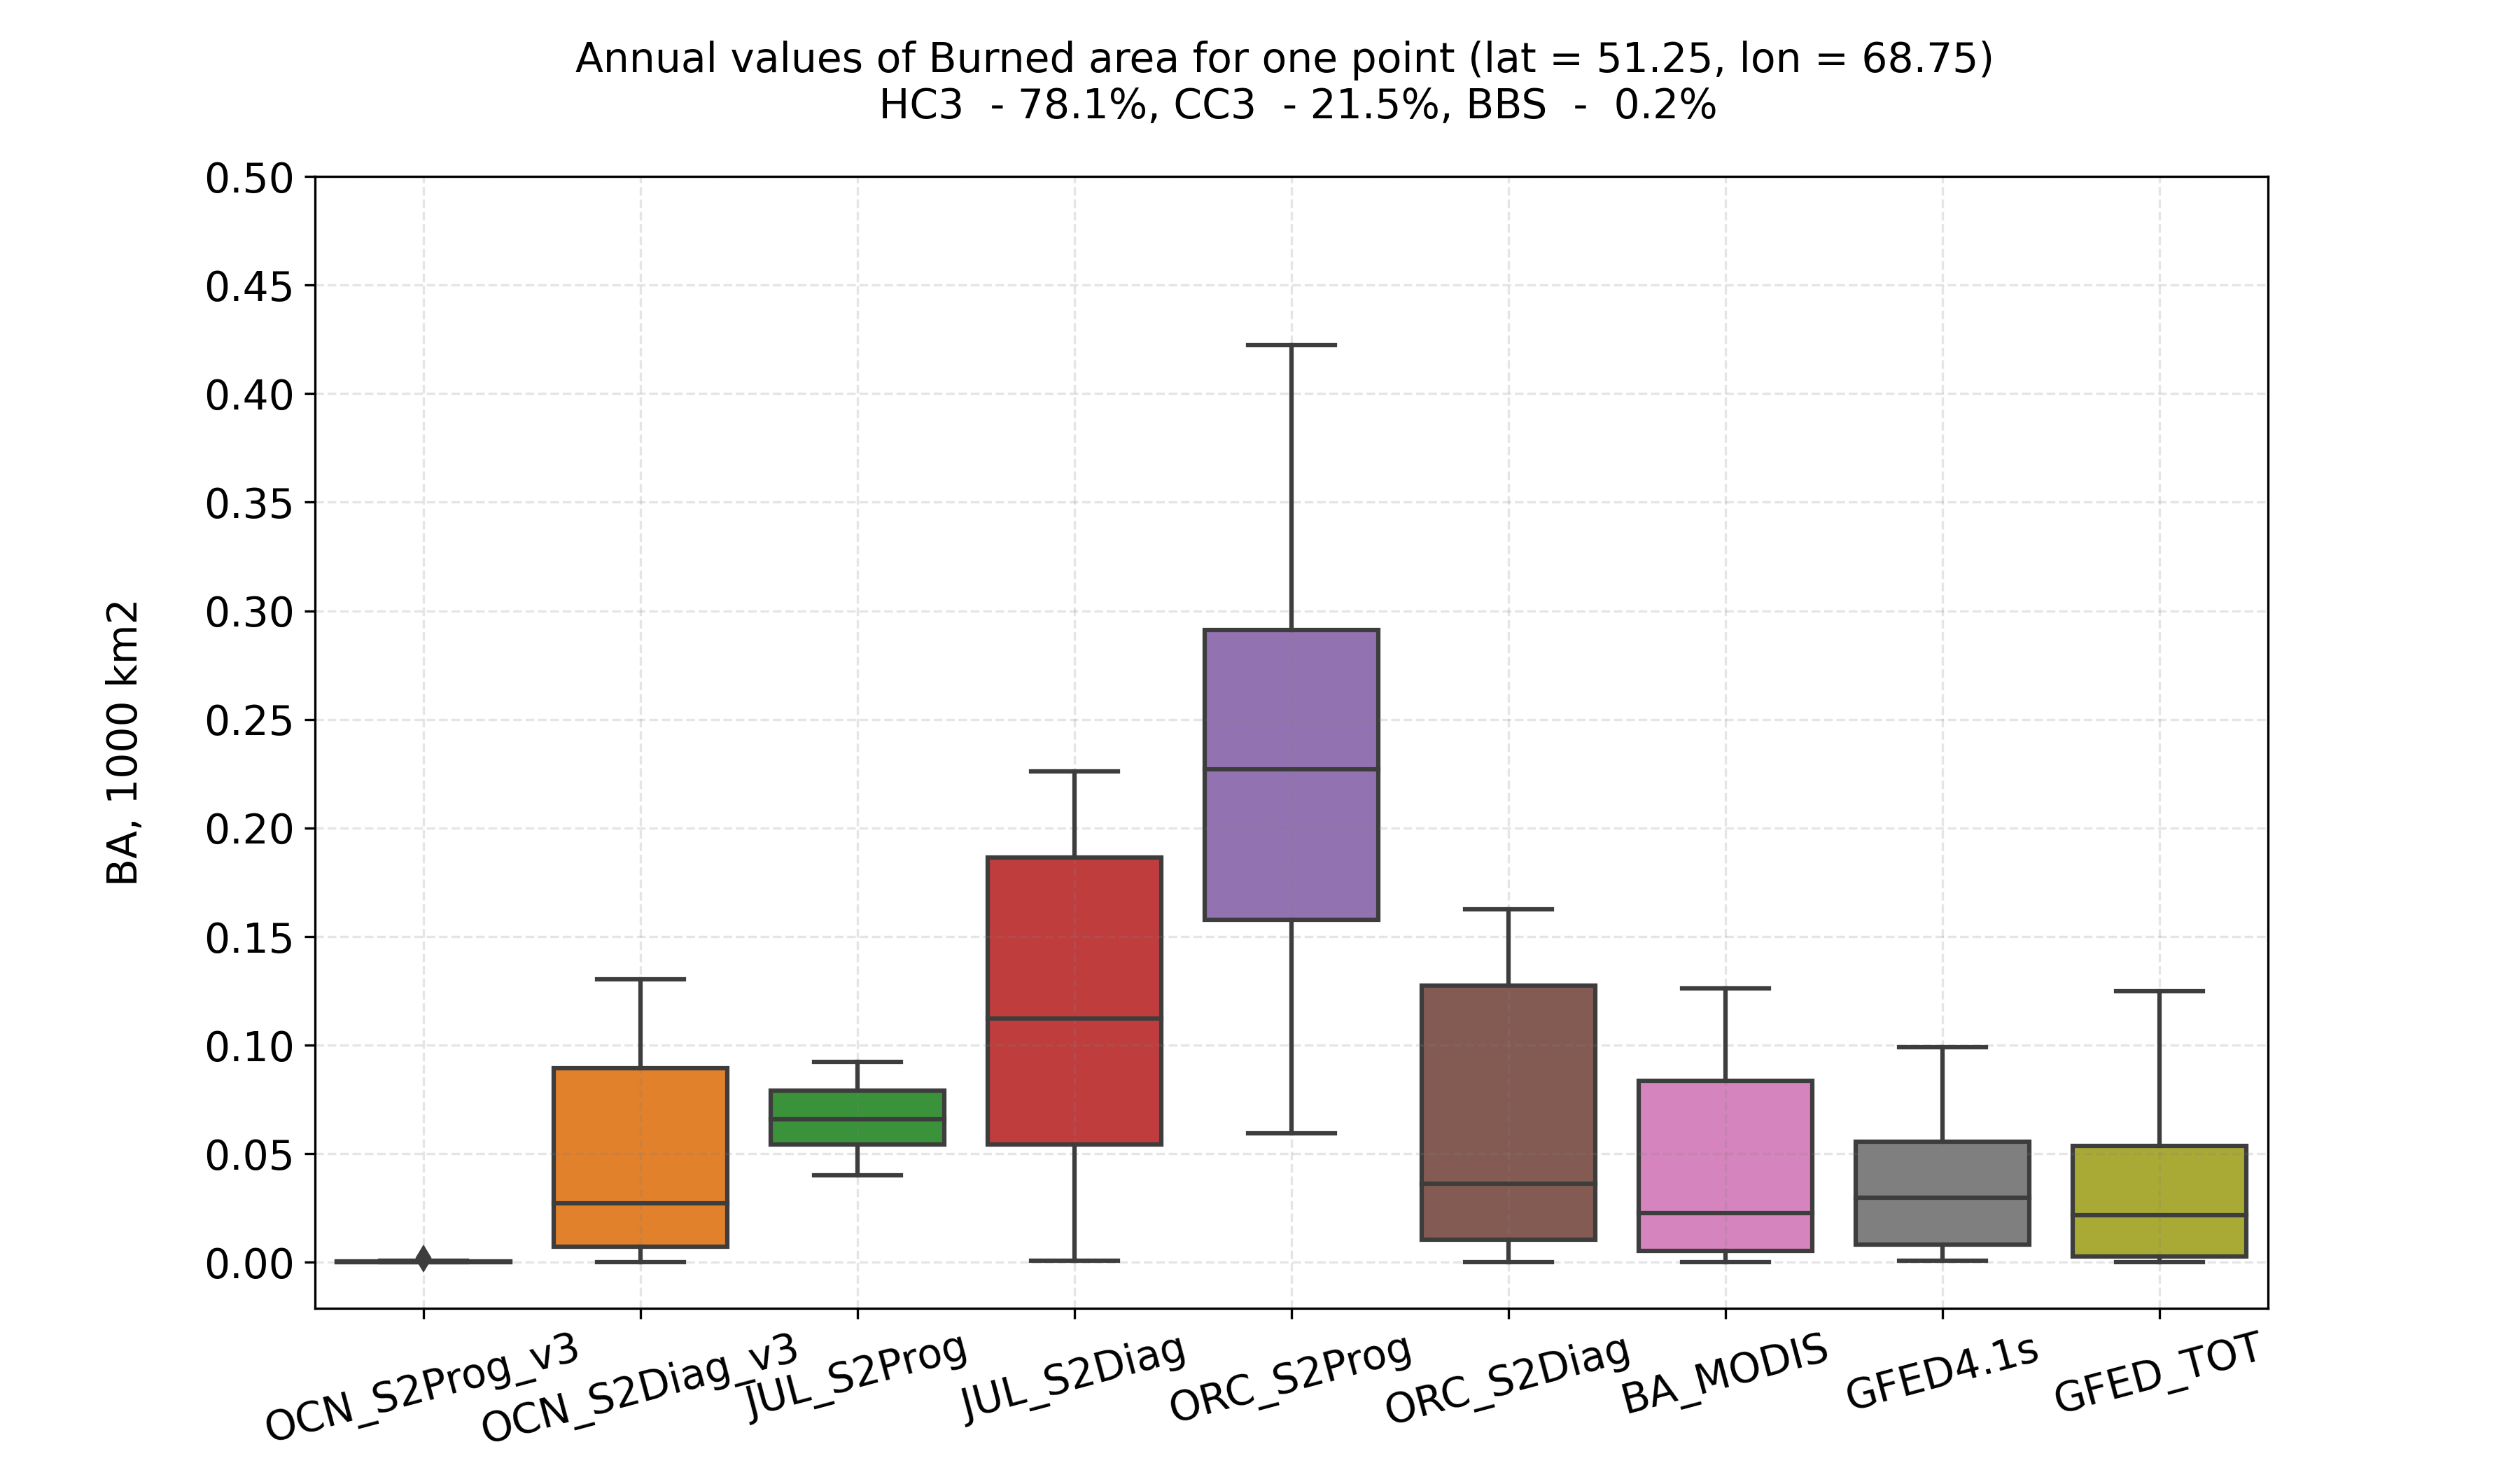 Annual values of Burned area for one point (lat = 51.25, lon = 68.75)
HC3  - 78.1%, CC3  - 21.5%, BBS  -  0.2%
BA, 1000 km2
0.50
0.45
0.40
0.35
0.30
0.25
0.20
0.15
0.10
0.05
0.00
OCN_S2Prog_v3
OCN_S2Diag_v3
JUL_S2Prog
JUL_S2Diag
ORC_S2Prog
ORC_S2Diag
BA_MODIS
GFED4.1s
GFED_TOT